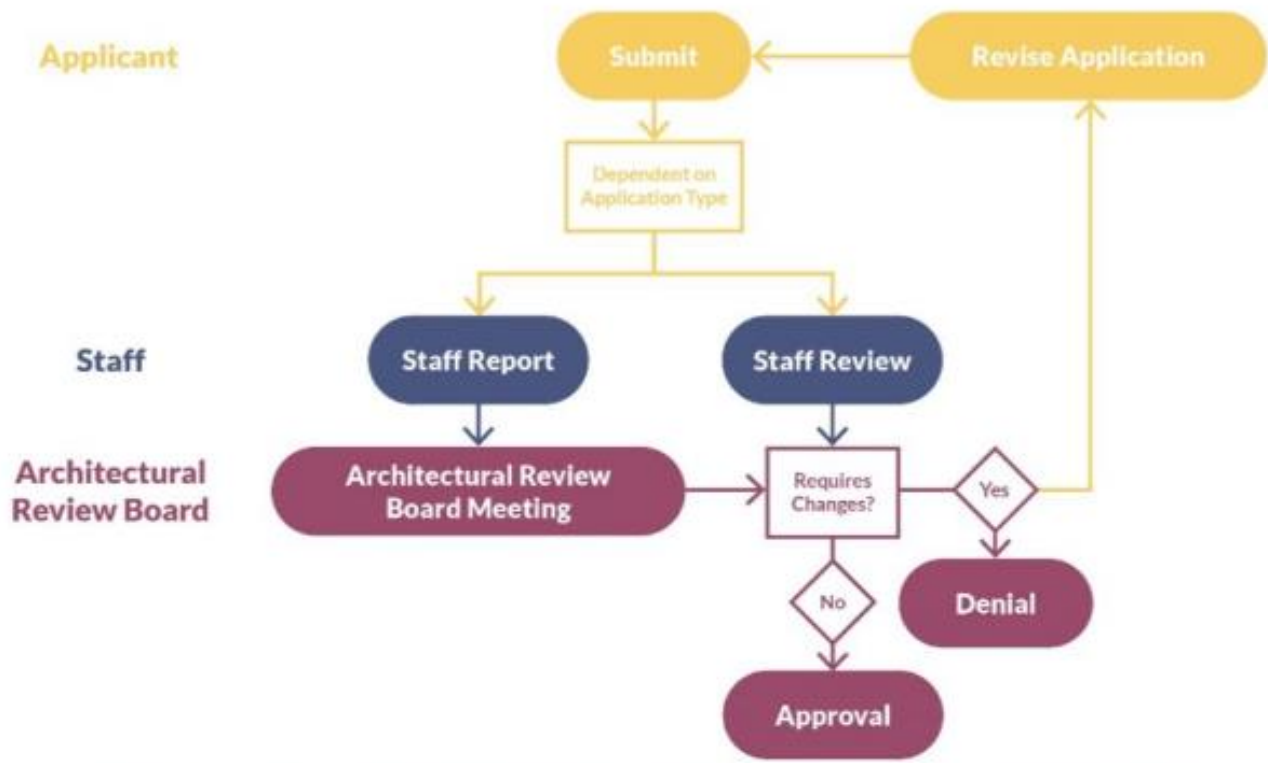 Applicant
Submit
Revise Application
Dependent on
Application Type
Staff
Staff Report
Staff Review
Architectural
Review Board
Architectural Review
Board Meeting
Requires
Changes?
Yes
No
Denial
Approval